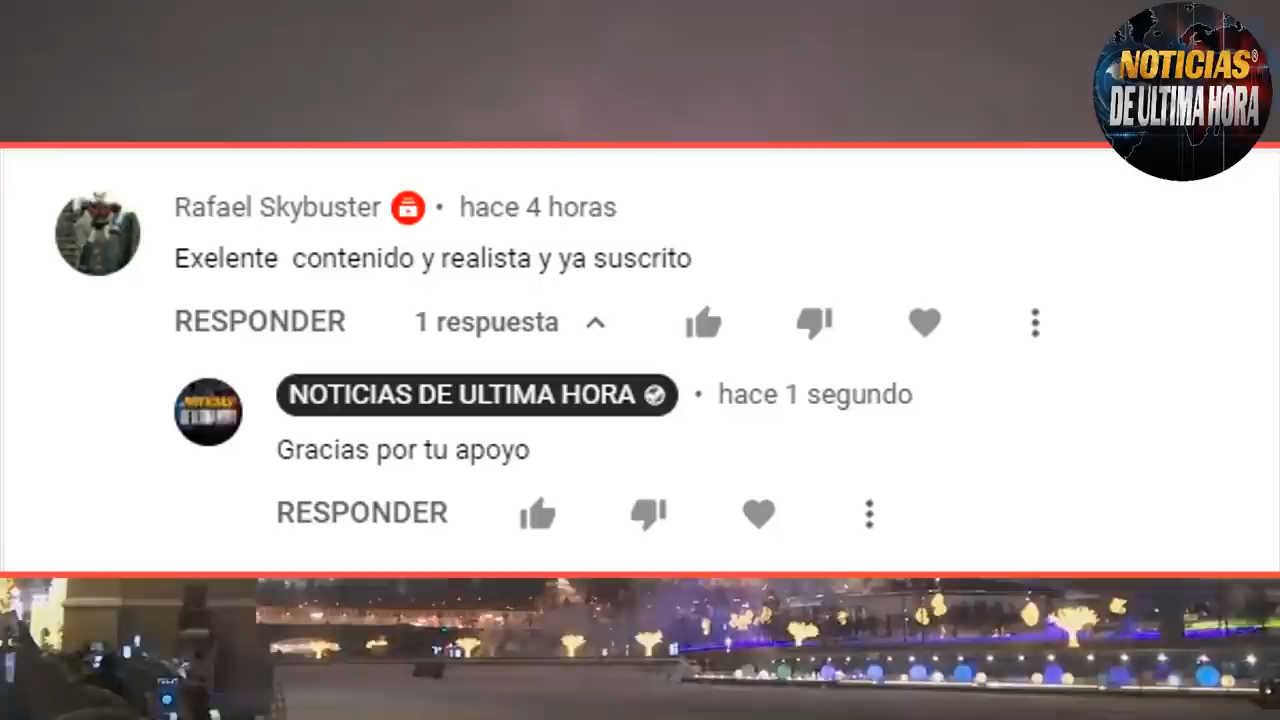 NOTICIAS®
DE ULTIMA HORA
Rafael Skybuster • hace 4 horas
Exelente contenido y realista y ya suscrito
RESPONDER 1 respuesta
NOTICIAS DE ULTIMA HORA • hace 1 segundo
Gracias por tu apoyo
RESPONDER